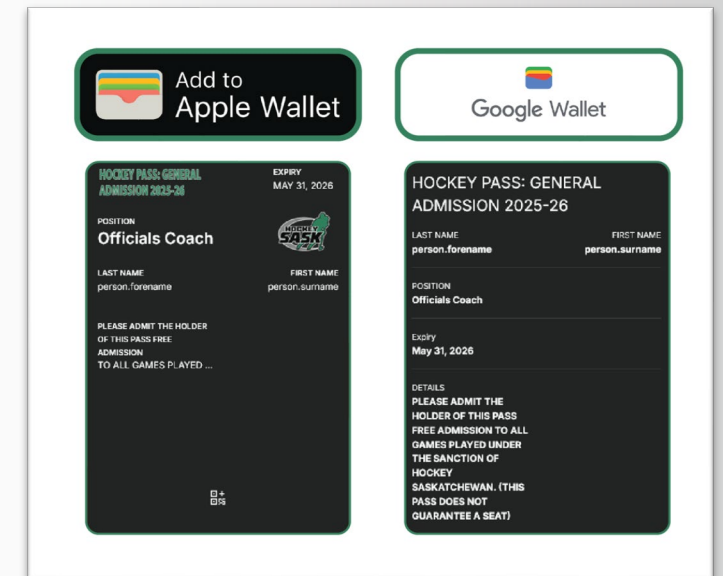 Add to
Apple Wallet
Google Wallet
HOCKEY PASS: GENERAL
ADMISSION 2025-26
EXPIRY
MAY 31, 2026
POSITION
Officials Coach
HOCKEY
SASK
LAST NAME
FIRST NAME
person.forename
person.surname
PLEASE ADMIT THE HOLDER
OF THIS PASS FREE
ADMISSION
TO ALL GAMES PLAYED ...
HOCKEY PASS: GENERAL
ADMISSION 2025-26
LAST NAME
FIRST NAME
person.forename
person.surname
POSITION
Officials Coach
Expiry
May 31, 2026
DETAILS
PLEASE ADMIT THE
HOLDER OF THIS PASS
FREE ADMISSION TO ALL
GAMES PLAYED UNDER
THE SANCTION OF
HOCKEY
SASKATCHEWAN. (THIS
PASS DOES NOT
GUARANTEE A SEAT)